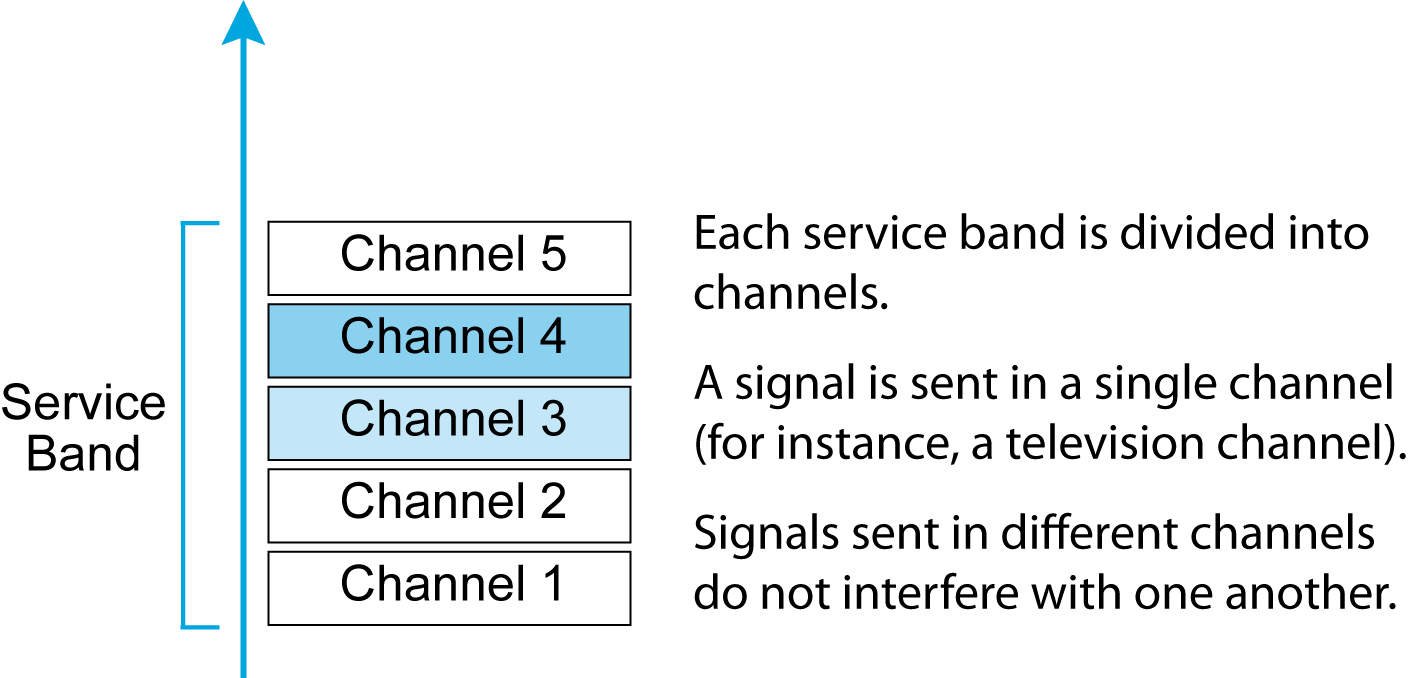 Service
Band
Channel 5
Channel 4
Channel 3
Channel 2
Channel 1
Each service band is divided into
channels.
A signal is sent in a single channel
(for instance, a television channel).
Signals sent in different channels
do not interfere with one another.